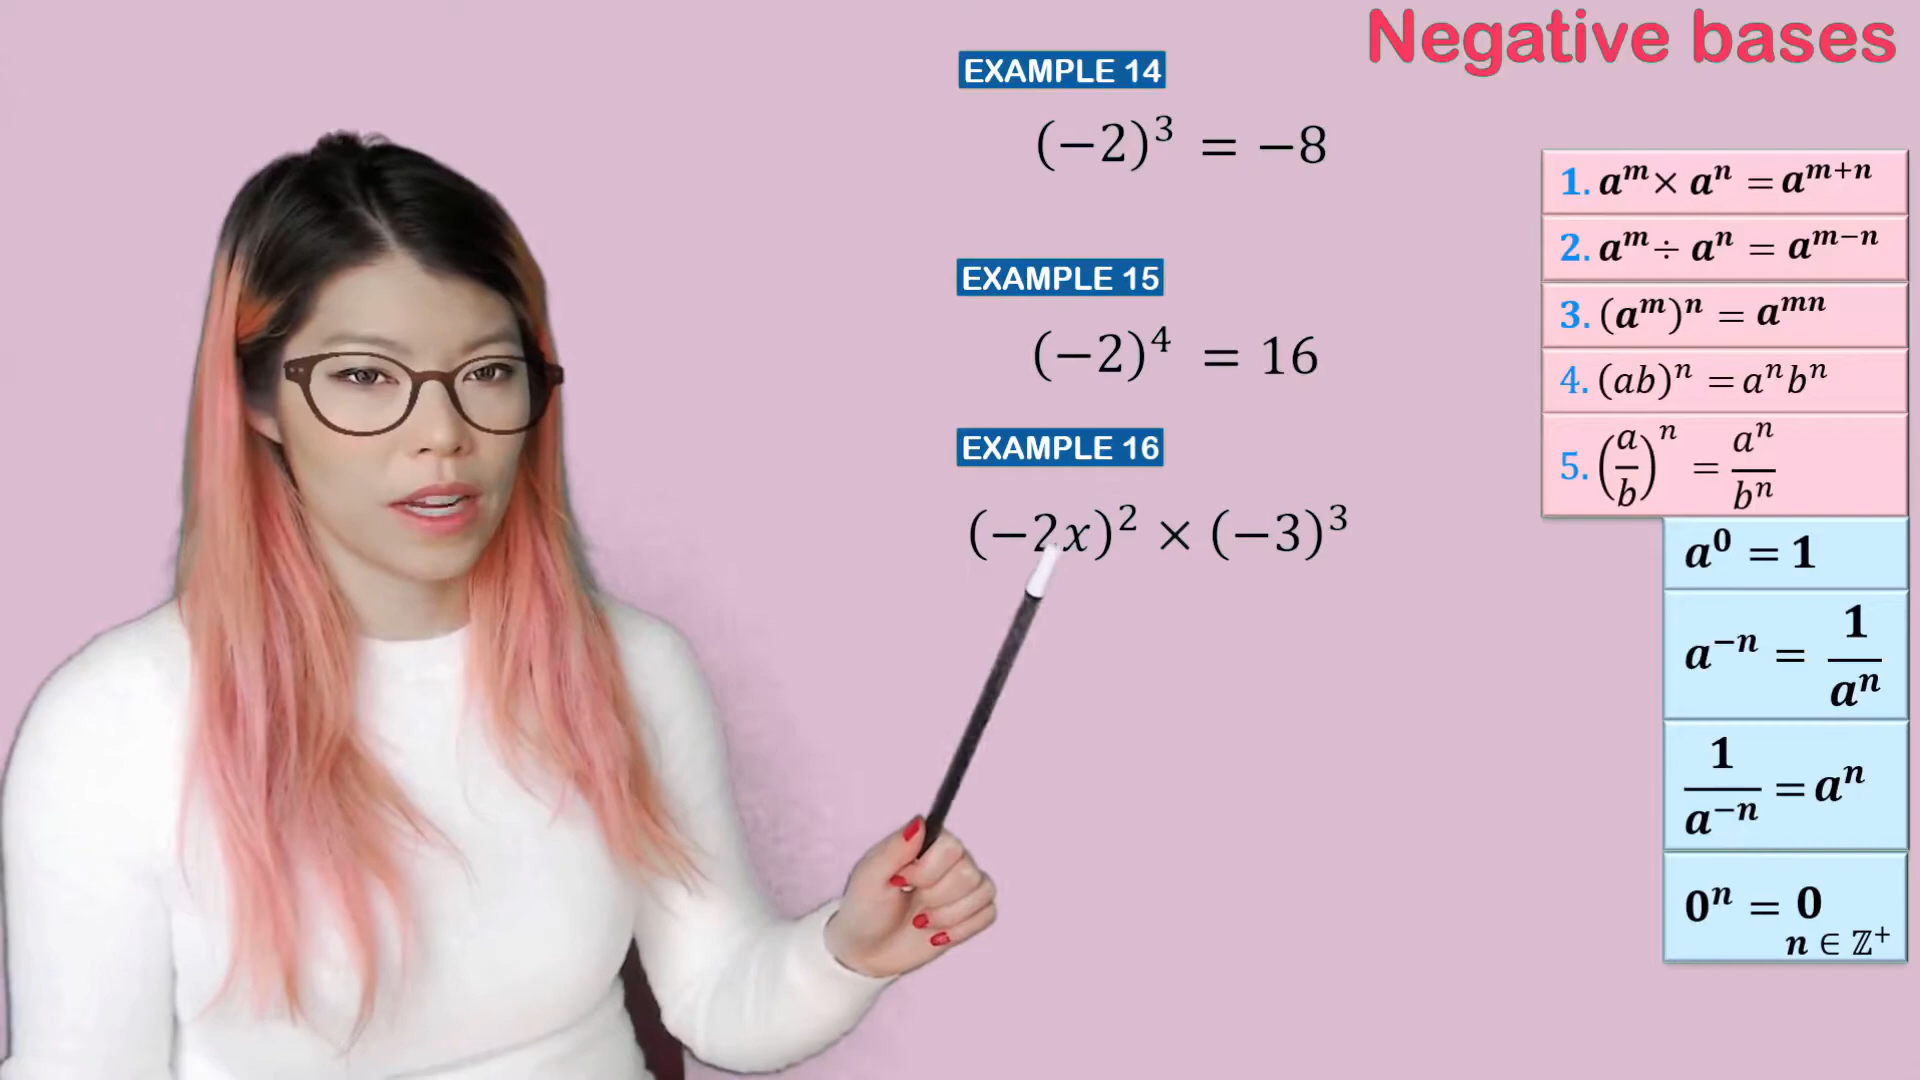 Negative bases
EXAMPLE 14
(−2)³ = −8
EXAMPLE 15
(−2)⁴ = 16
EXAMPLE 16
(−2x)² × (−3)³
1. aᵐ × aⁿ = aᵐ⁺ⁿ
2. aᵐ ÷ aⁿ = aᵐ⁻ⁿ
3. (aᵐ)ⁿ = aᵐⁿ
4. (ab)ⁿ = aⁿbⁿ
5. (a/b)ⁿ = aⁿ/bⁿ
a⁰ = 1
a⁻ⁿ = 1/aⁿ
1/a⁻ⁿ = aⁿ
0ⁿ = 0
n ∈ ℤ⁺